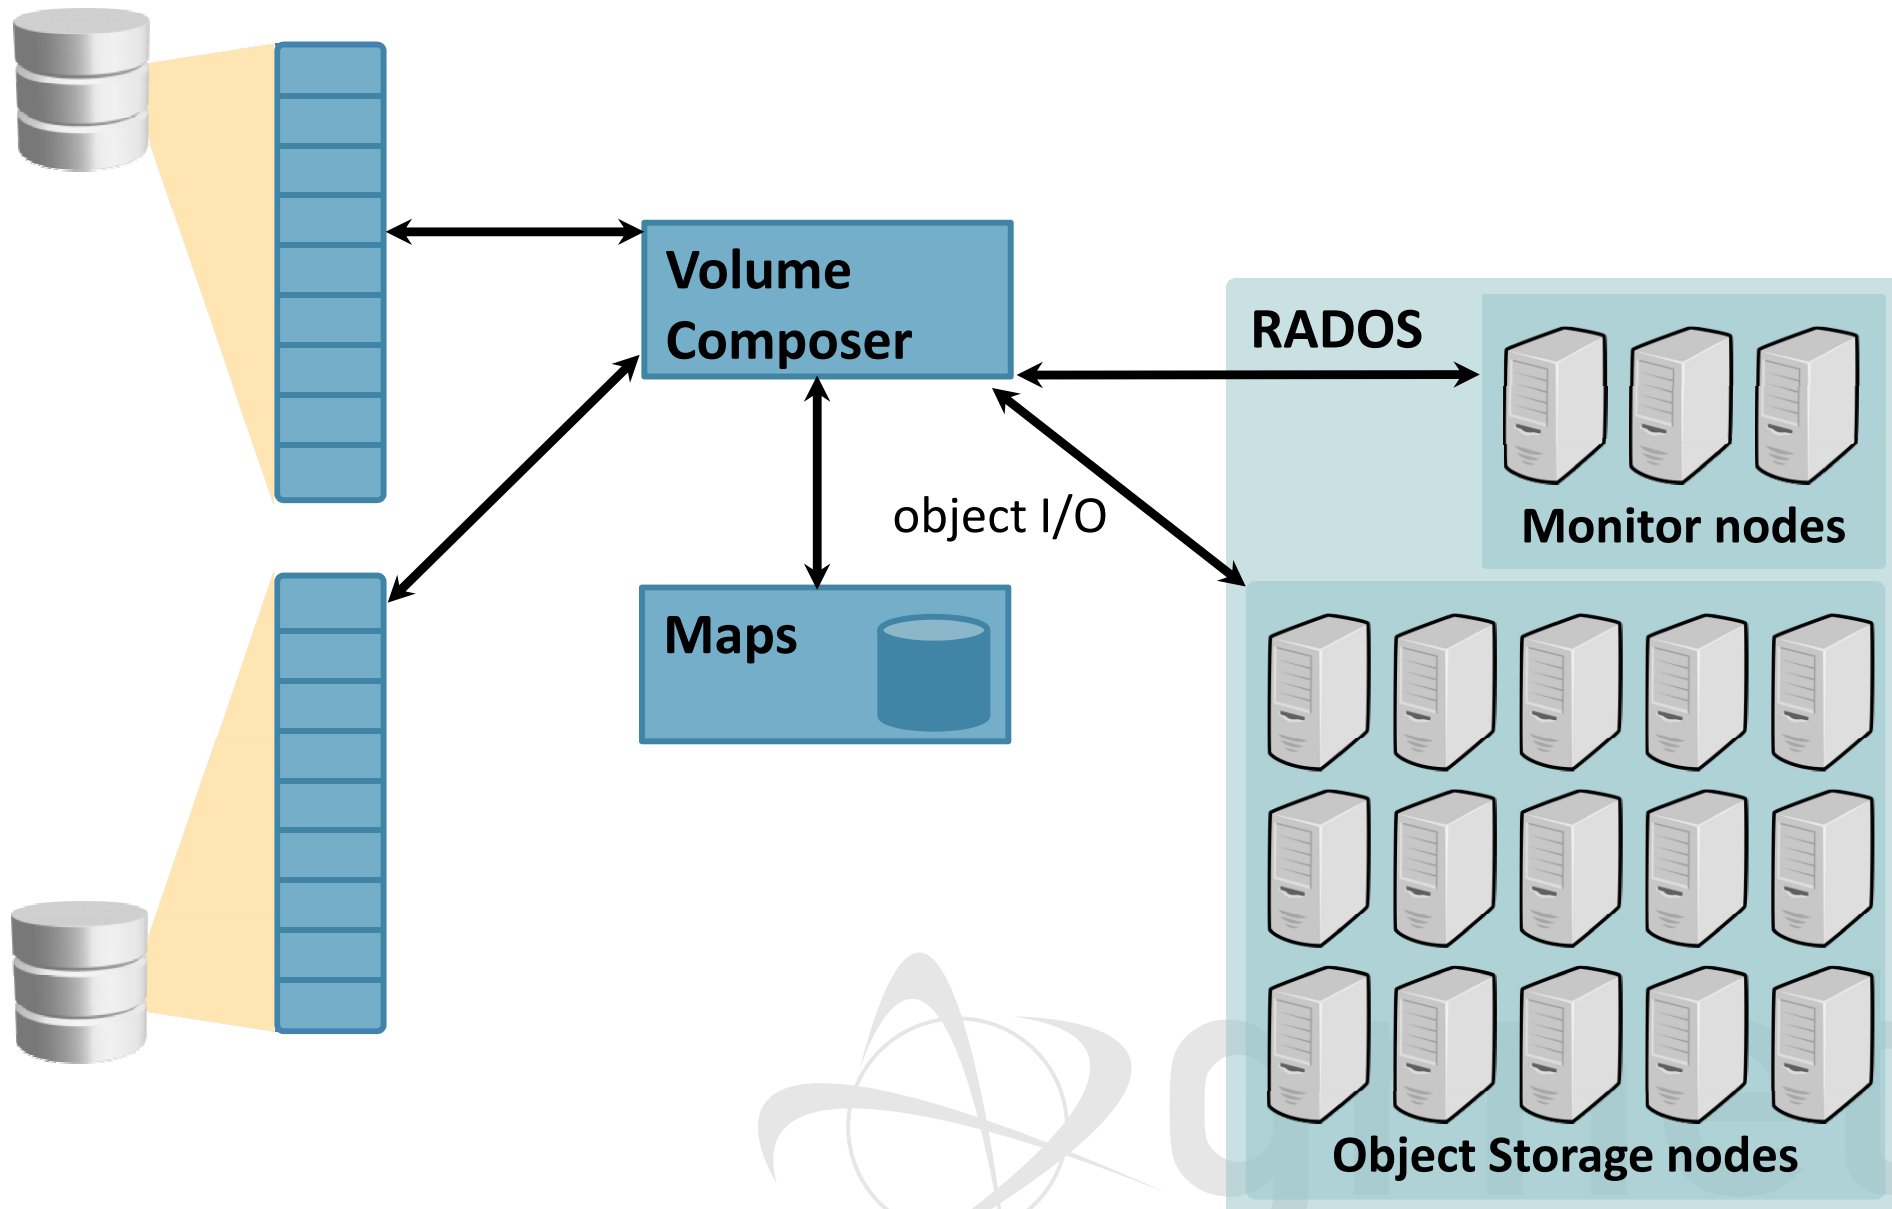 Volume
Composer
RADOS
Monitor nodes
object I/O
Maps
Object Storage nodes